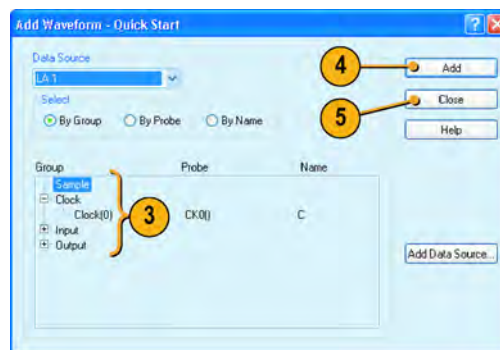 Add Waveform - Quick Start
Data Source
LA 1
Select
By Group By Probe By Name
4 Add
5 Close
Help
Group Probe Name
Sample
Clock
Clock(0) CK0() C
3
Input
Output
Add Data Source...